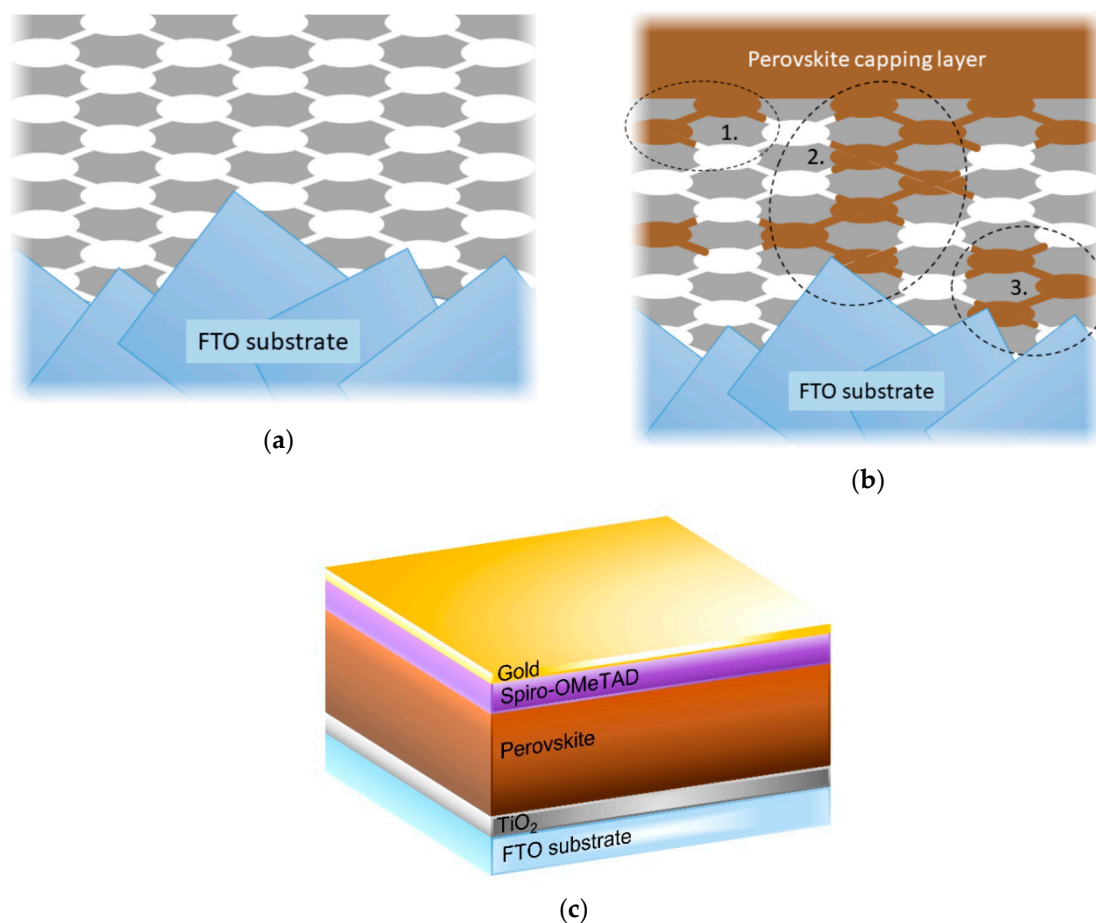 FTO substrate
(a)
Perovskite capping layer
1.
2.
3.
FTO substrate
(b)
Gold
Spiro-OMeTAD
Perovskite
TiO₂
FTO substrate
(c)